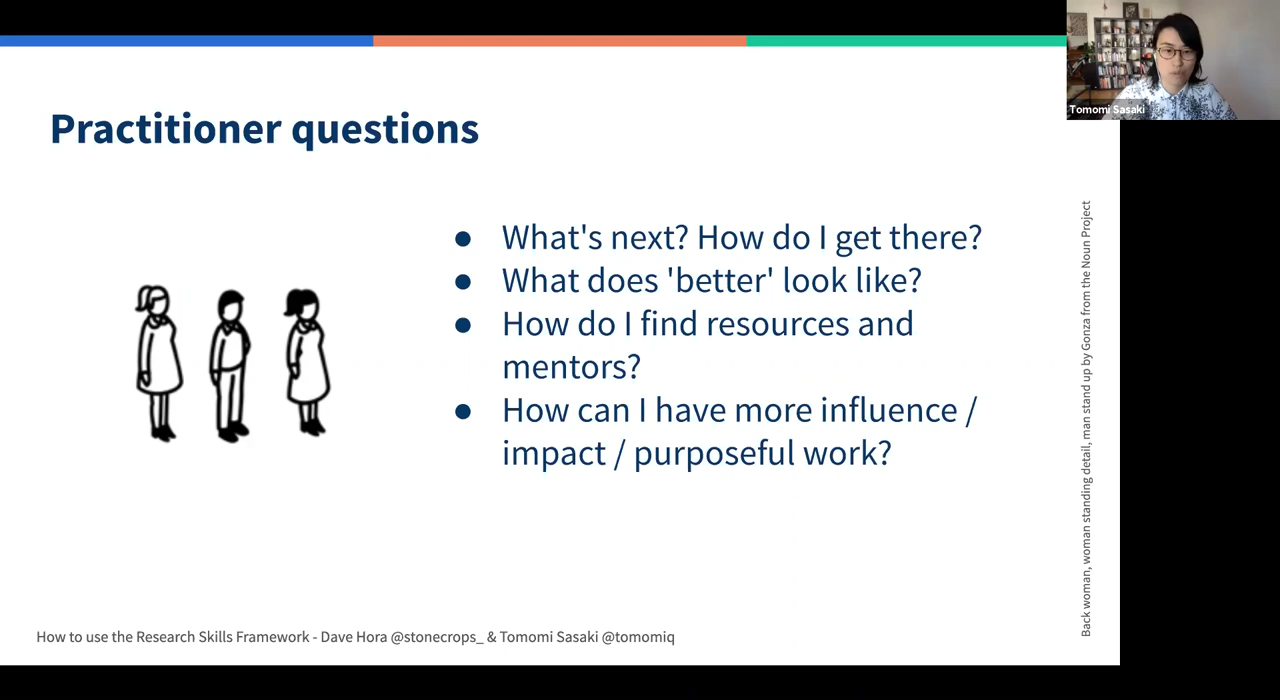 Practitioner questions
● What's next? How do I get there?
● What does 'better' look like?
● How do I find resources and
mentors?
● How can I have more influence /
impact / purposeful work?
How to use the Research Skills Framework - Dave Hora @stonecrops_ & Tomomi Sasaki @tomomiq
Back woman, woman standing detail, man stand up by Gonza from the Noun Project
Tomomi Sasaki